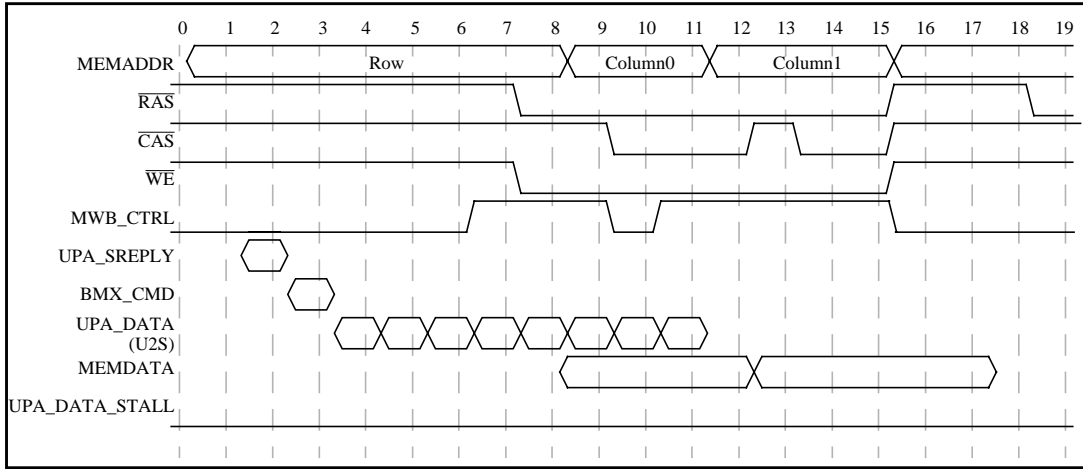 0 1 2 3 4 5 6 7 8 9 10 11 12 13 14 15 16 17 18 19
MEMADDR Row Column0 Column1
RAS
CAS
WE
MWB_CTRL
UPA_SREPLY
BMX_CMD
UPA_DATA
(U2S)
MEMDATA
UPA_DATA_STALL